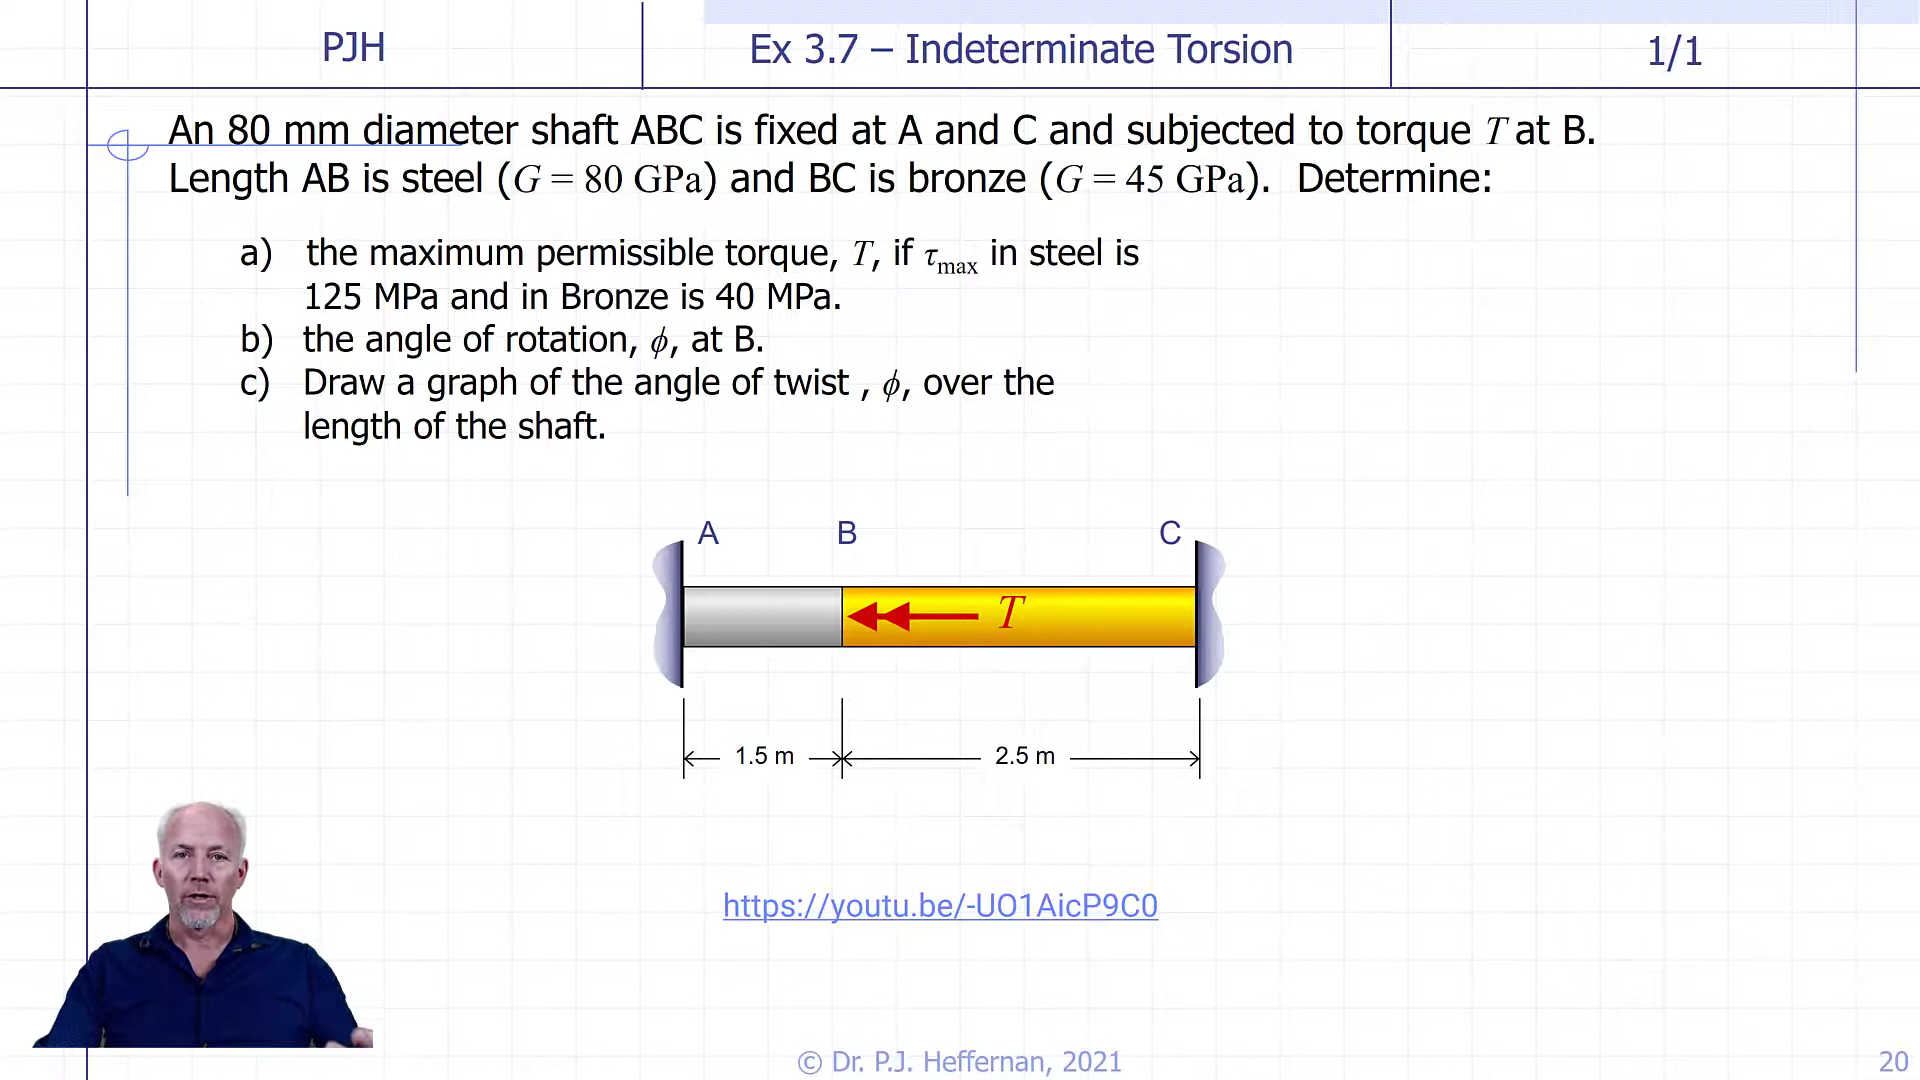 PJH
Ex 3.7 – Indeterminate Torsion
1/1
An 80 mm diameter shaft ABC is fixed at A and C and subjected to torque T at B.
Length AB is steel (G = 80 GPa) and BC is bronze (G = 45 GPa). Determine:
a) the maximum permissible torque, T, if τmax in steel is
125 MPa and in Bronze is 40 MPa.
b) the angle of rotation, ϕ, at B.
c) Draw a graph of the angle of twist , ϕ, over the
length of the shaft.
A B C
T
1.5 m 2.5 m
https://youtu.be/-UO1AicP9C0
© Dr. P.J. Heffernan, 2021
20